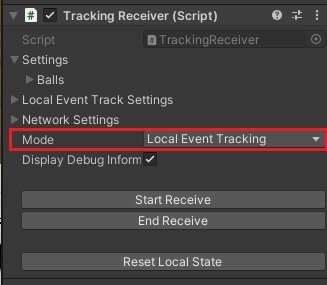 Tracking Receiver (Script)
Script TrackingReceiver
Settings
Balls
Local Event Track Settings
Network Settings
Mode Local Event Tracking
Display Debug Inform
Start Receive
End Receive
Reset Local State